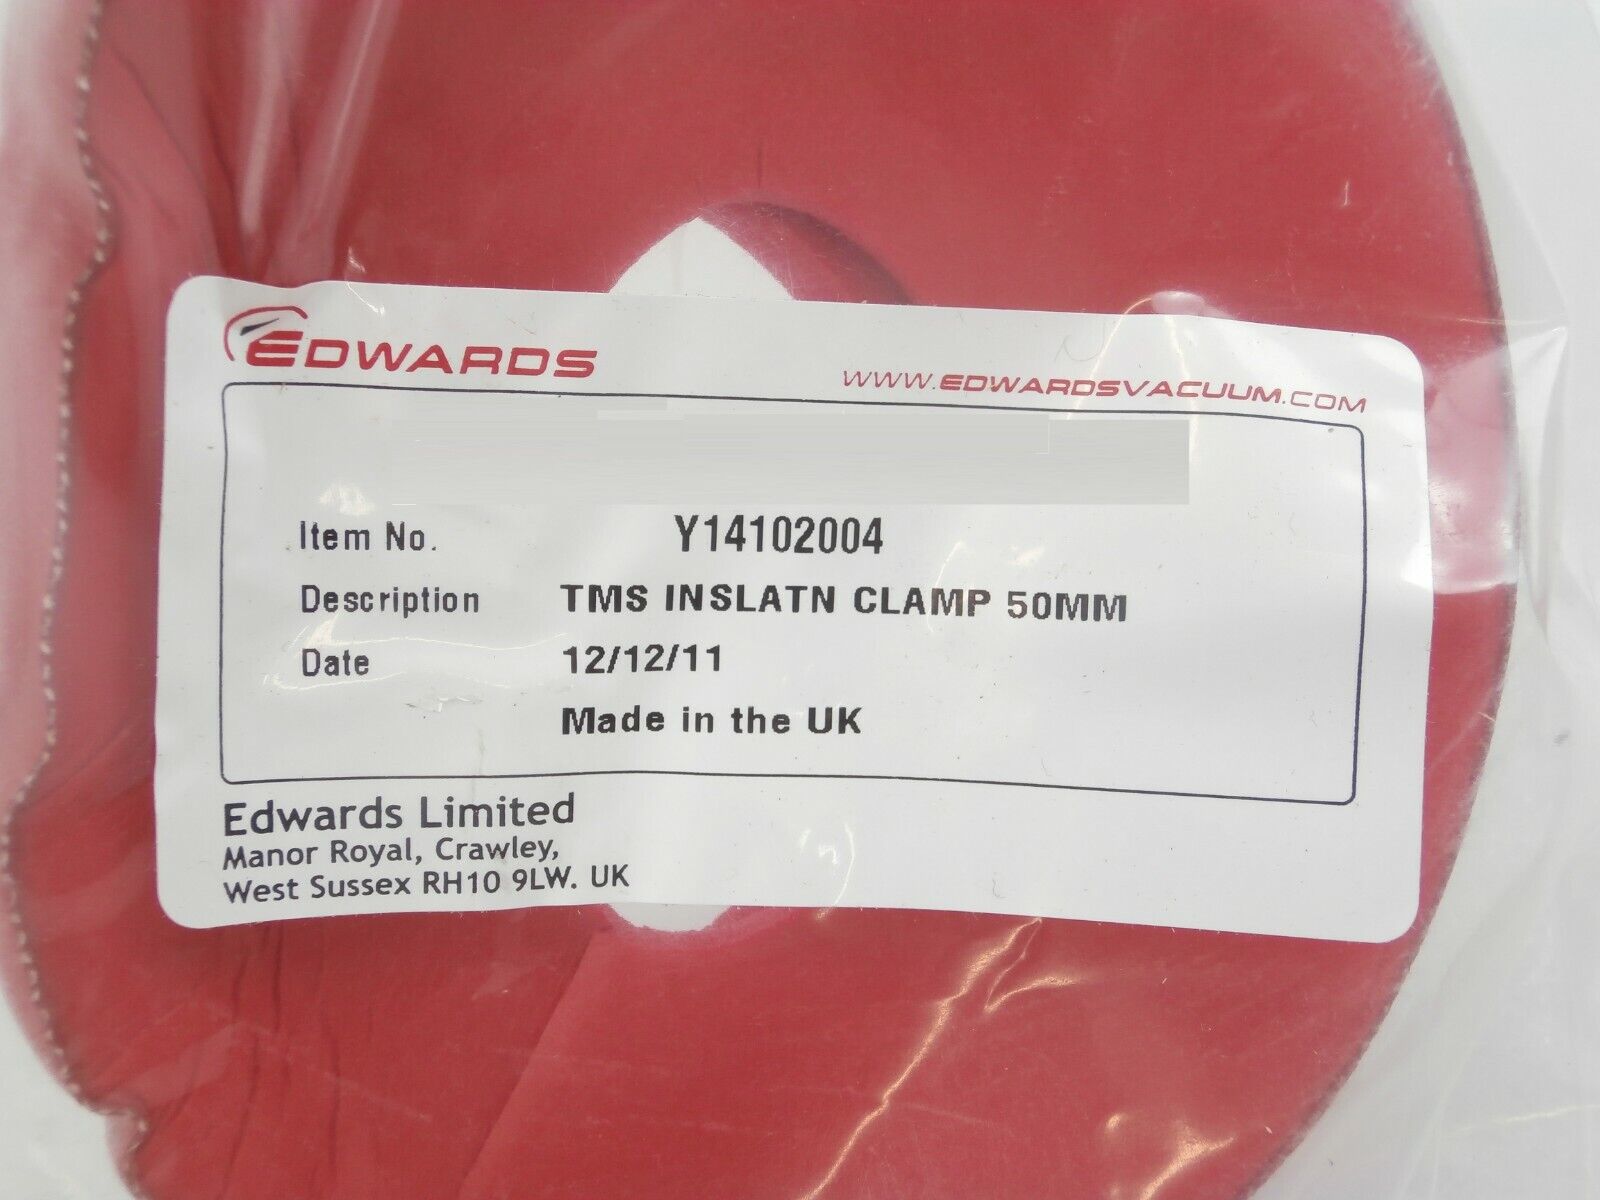 EDWARDS
WWW.EDWARDSVACUUM.COM
Item No. Y14102004
Description TMS INSLATN CLAMP 50MM
Date 12/12/11
Made in the UK
Edwards Limited
Manor Royal, Crawley,
West Sussex RH10 9LW. UK